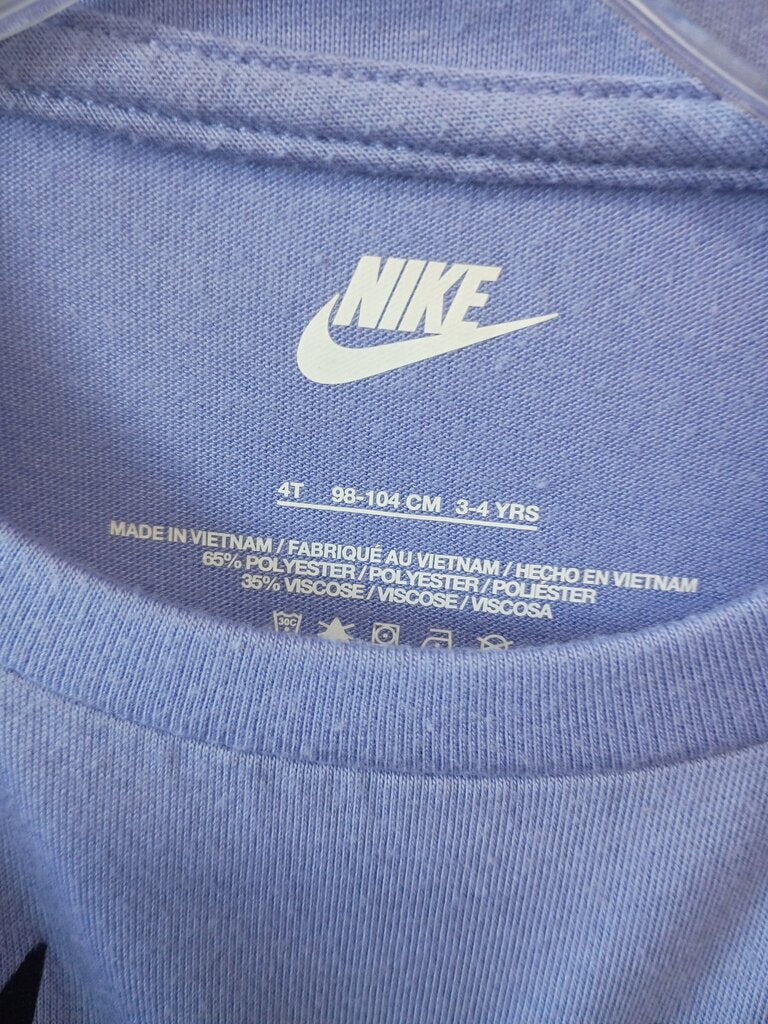 NIKE
4T 98-104 CM 3-4 YRS
MADE IN VIETNAM / FABRIQUÉ AU VIETNAM / HECHO EN VIETNAM
65% POLYESTER / POLYESTER / POLIÉSTER
35% VISCOSE / VISCOSE / VISCOSA
30C